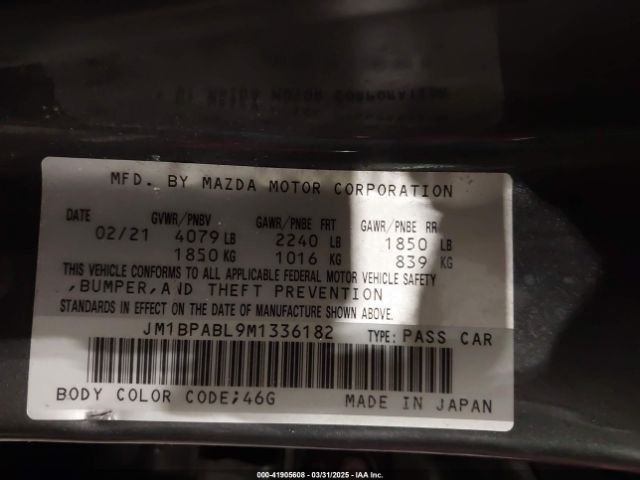 MFD. BY MAZDA MOTOR CORPORATION
DATE GVWR/PNBV GAWR/PNBE FRT GAWR/PNBE RR
02/21 4079 LB 2240 LB 1850 LB
1850 KG 1016 KG 839 KG
THIS VEHICLE CONFORMS TO ALL APPLICABLE FEDERAL MOTOR VEHICLE SAFETY
,BUMPER,AND THEFT PREVENTION
STANDARDS IN EFFECT ON THE DATE OF MANUFACTURE SHOWN ABOVE.
JM1BPABL9M1336182 TYPE: PASS CAR
BODY COLOR CODE;46G MADE IN JAPAN
000-41905608 - 03/31/2025 - IAA Inc.